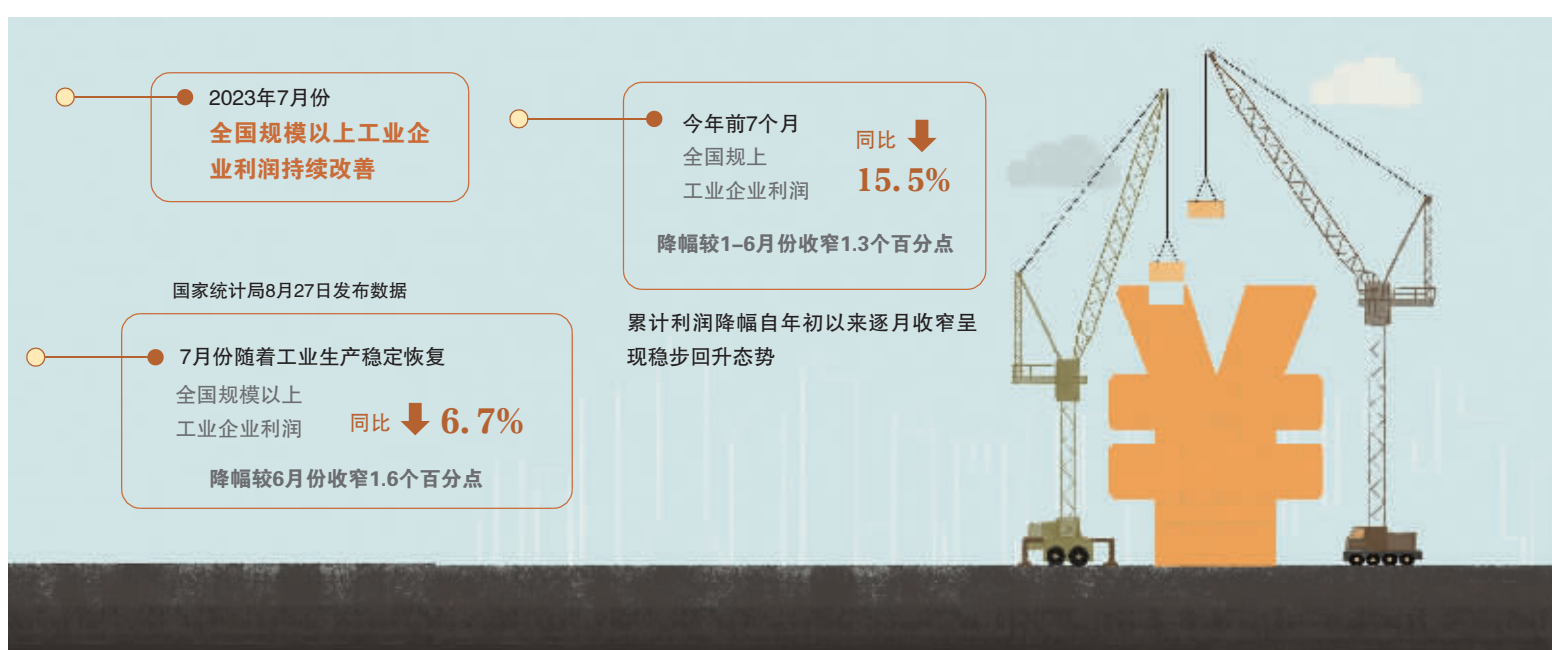 2023年7月份
全国规模以上工业企
业利润持续改善
国家统计局8月27日发布数据
7月份随着工业生产稳定恢复
全国规模以上
工业企业利润
同比 6.7%
降幅较6月份收窄1.6个百分点
今年前7个月
全国规上
工业企业利润
同比
15.5%
降幅较1–6月份收窄1.3个百分点
累计利润降幅自年初以来逐月收窄呈
现稳步回升态势
¥